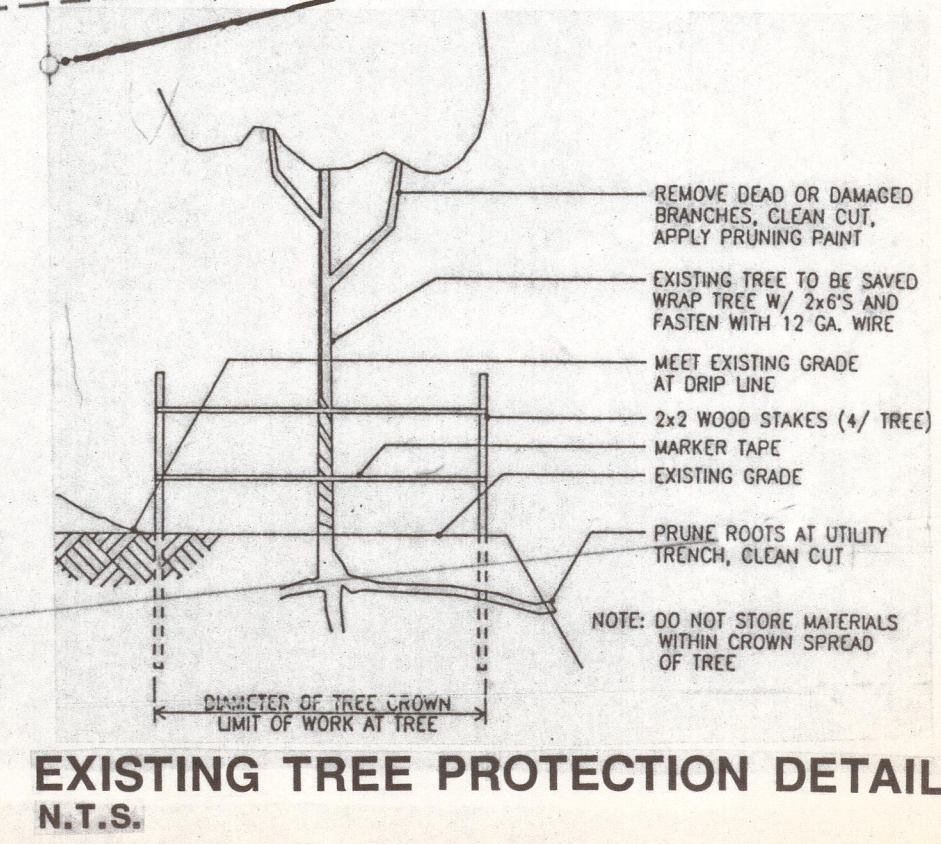 REMOVE DEAD OR DAMAGED
BRANCHES, CLEAN CUT,
APPLY PRUNING PAINT
EXISTING TREE TO BE SAVED
WRAP TREE W/ 2x6'S AND
FASTEN WITH 12 GA. WIRE
MEET EXISTING GRADE
AT DRIP LINE
2x2 WOOD STAKES (4/ TREE)
MARKER TAPE
EXISTING GRADE
PRUNE ROOTS AT UTILITY
TRENCH, CLEAN CUT
NOTE: DO NOT STORE MATERIALS
WITHIN CROWN SPREAD
OF TREE
DIAMETER OF TREE CROWN
LIMIT OF WORK AT TREE
EXISTING TREE PROTECTION DETAIL
N.T.S.